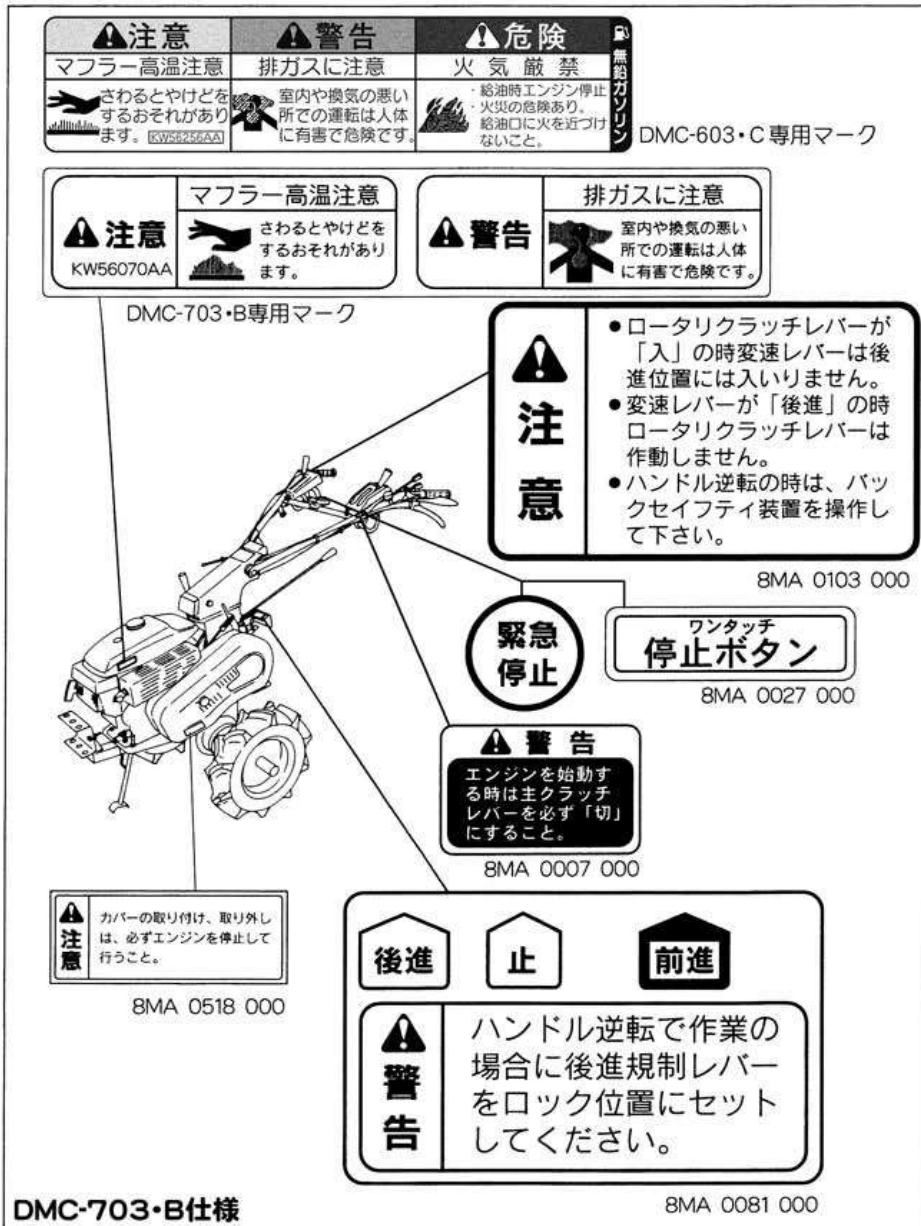 注意
マフラー高温注意
さわるとやけどを
するおそれがあり
ます。 KW56256AA
警告
排ガスに注意
室内や換気の悪い
所での運転は人体
に有害で危険です。
危険
火気厳禁
・給油時エンジン停止
・火災の危険あり。
給油口に火を近づけ
ないこと。
無鉛ガソリン
DMC-603・C専用マーク
注意
KW56070AA
マフラー高温注意
さわるとやけどを
するおそれがあり
ます。
警告
排ガスに注意
室内や換気の悪い
所での運転は人体
に有害で危険です。
DMC-703・B専用マーク
注意
●ロータリクラッチレバーが
「入」の時変速レバーは後
進位置には入いりません。
●変速レバーが「後進」の時
ロータリクラッチレバーは
作動しません。
●ハンドル逆転の時は、バッ
クセイフティ装置を操作し
て下さい。
8MA 0103 000
緊急
停止
ワンタッチ
停止ボタン
8MA 0027 000
警告
エンジンを始動す
る時は主クラッチ
レバーを必ず「切」
にすること。
8MA 0007 000
注意
カバーの取り付け、取り外し
は、必ずエンジンを停止して
行うこと。
8MA 0518 000
後進
止
前進
警告
ハンドル逆転で作業の
場合に後進規制レバー
をロック位置にセット
してください。
8MA 0081 000
DMC-703・B仕様